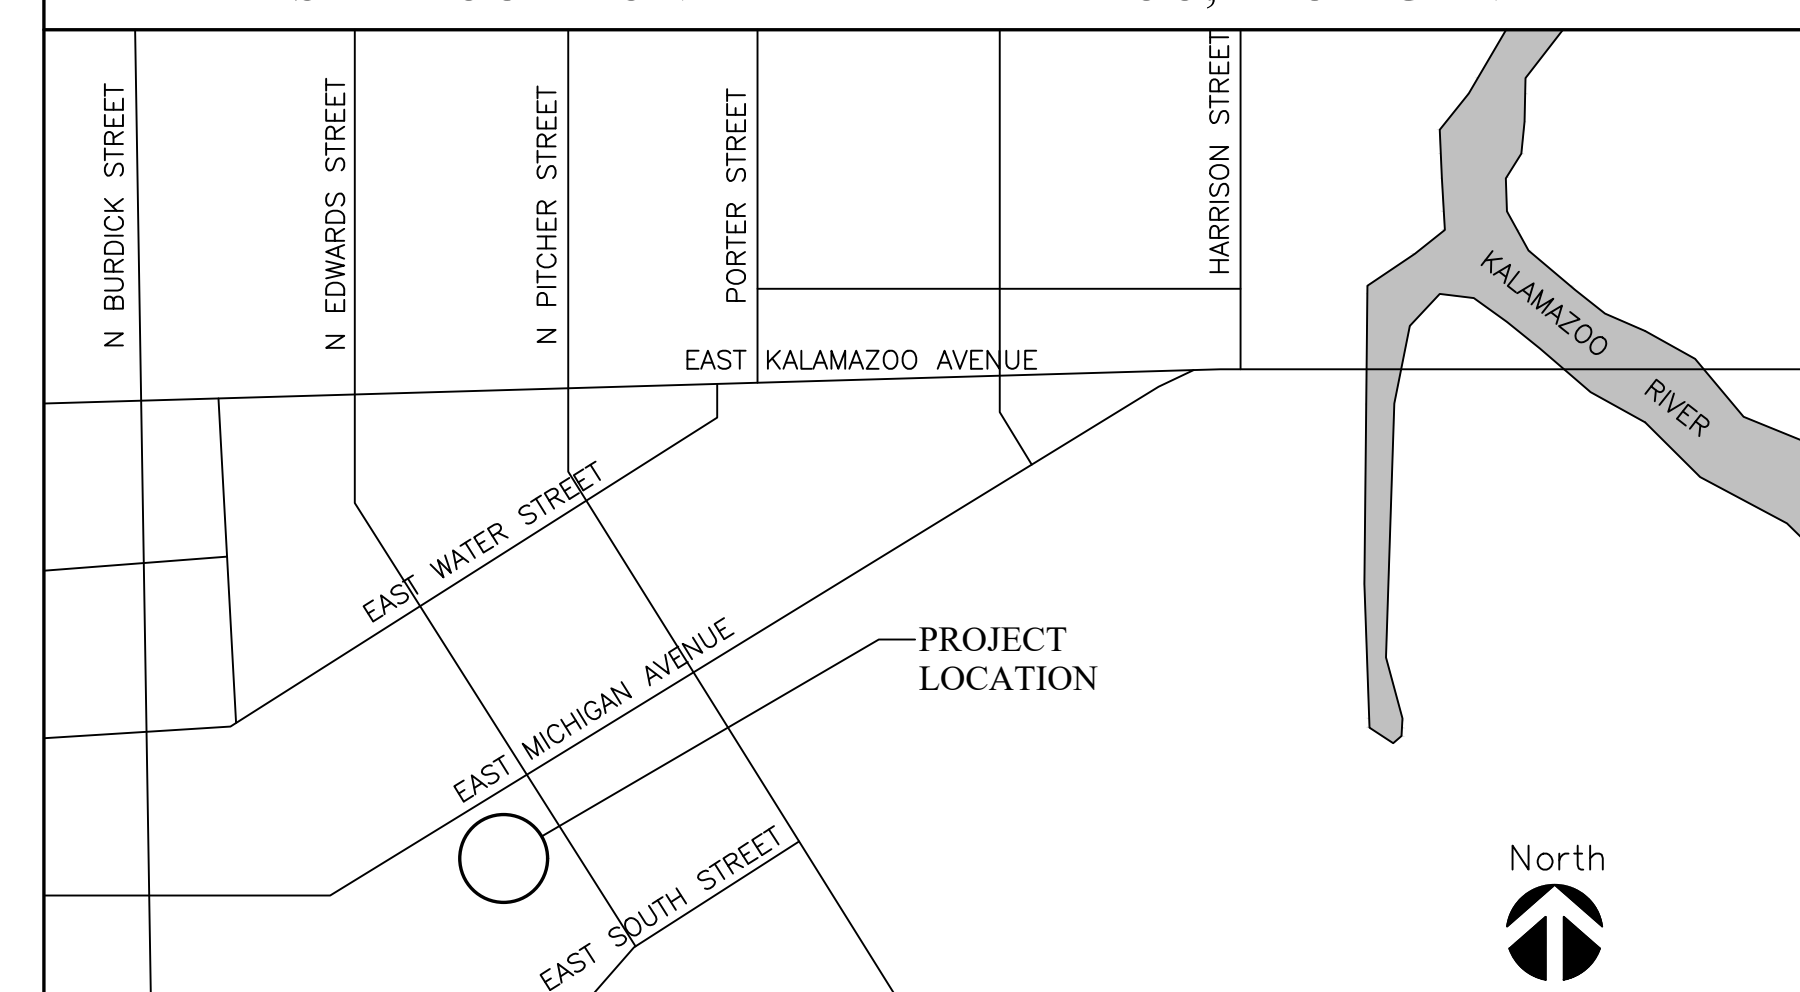 N BURDICK STREET
N EDWARDS STREET
N PITCHER STREET
PORTER STREET
HARRISON STREET
KALAMAZOO
RIVER
EAST KALAMAZOO AVENUE
EAST WATER STREET
EAST MICHIGAN AVENUE
PROJECT
LOCATION
EAST SOUTH STREET
North